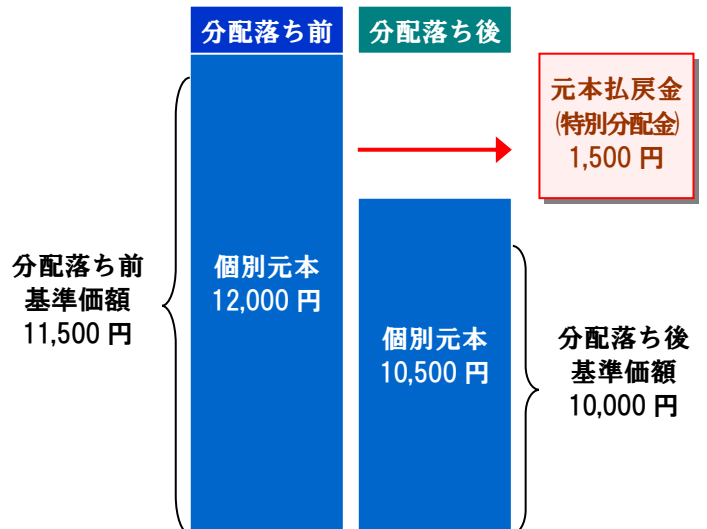 分配落ち前
分配落ち後
元本払戻金
(特別分配金)
1,500 円
分配落ち前
基準価額
11,500 円
個別元本
12,000 円
個別元本
10,500 円
分配落ち後
基準価額
10,000 円